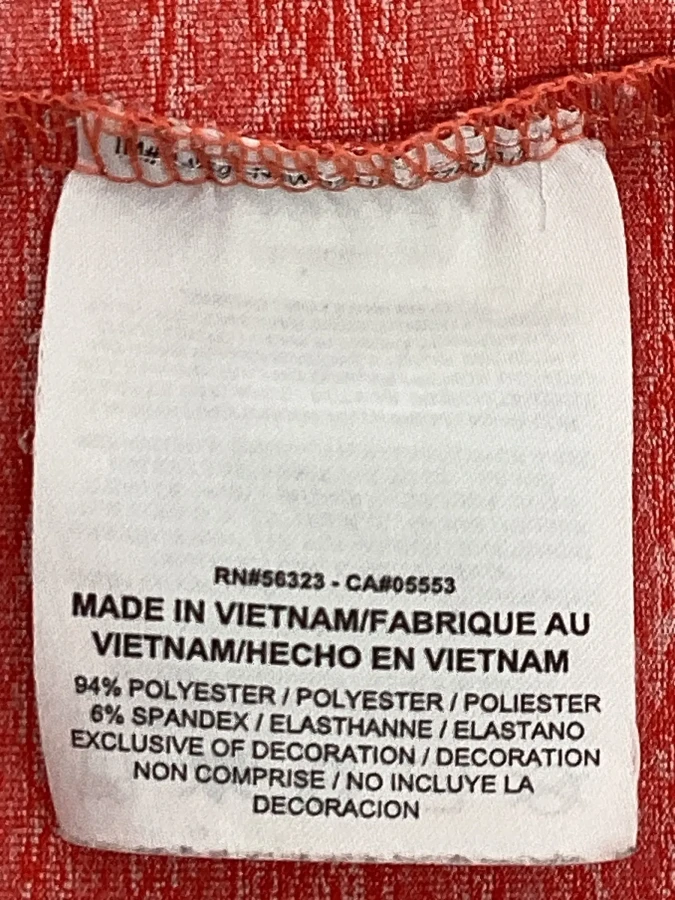 RN#56323 - CA#05553
MADE IN VIETNAM/FABRIQUE AU
VIETNAM/HECHO EN VIETNAM
94% POLYESTER / POLYESTER / POLIESTER
6% SPANDEX / ELASTHANNE / ELASTANO
EXCLUSIVE OF DECORATION / DECORATION
NON COMPRISE / NO INCLUYE LA
DECORACION